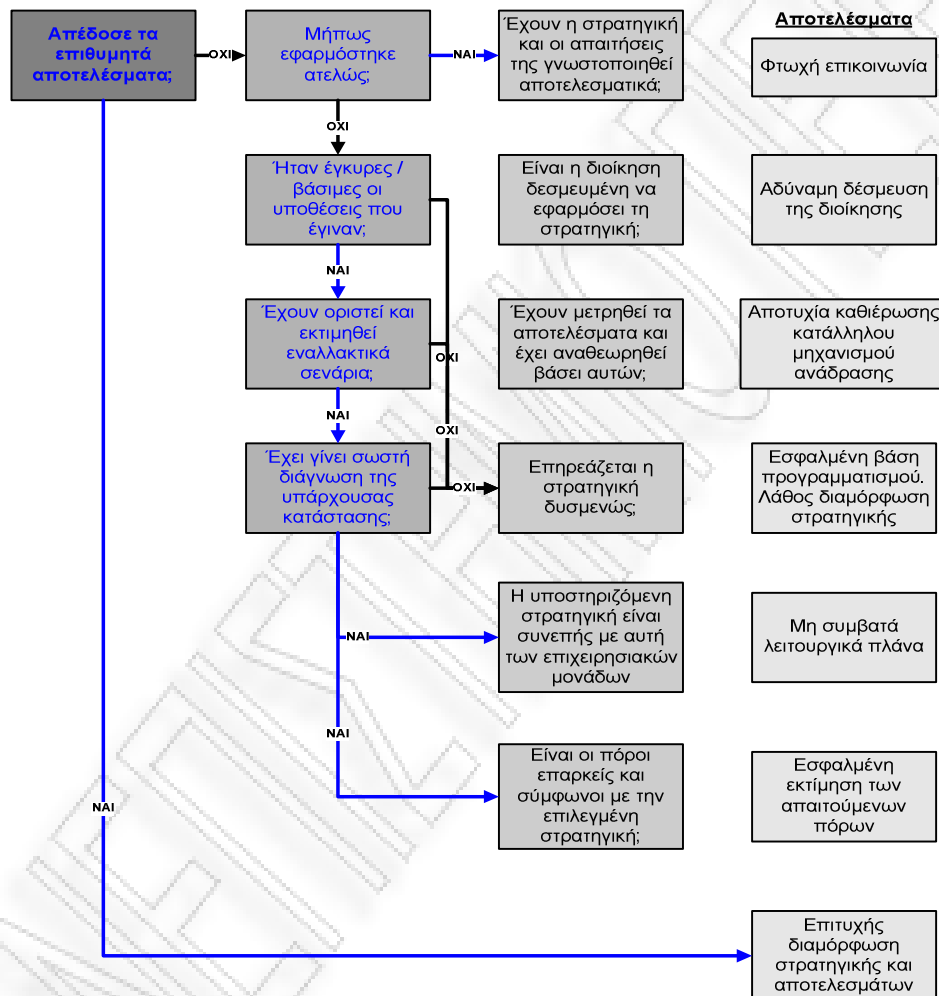 Απέδοσε τα
επιθυμητά
αποτελέσματα;
ΟΧΙ
Μήπως
εφαρμόστηκε
ατελώς;
ΝΑΙ
Έχουν η στρατηγική
και οι απαιτήσεις
της γνωστοποιηθεί
αποτελεσματικά;
Αποτελέσματα
Φτωχή επικοινωνία
ΟΧΙ
Ήταν έγκυρες /
βάσιμες οι
υποθέσεις που
έγιναν;
Είναι η διοίκηση
δεσμευμένη να
εφαρμόσει τη
στρατηγική;
Αδύναμη δέσμευση
της διοίκησης
ΝΑΙ
Έχουν οριστεί και
εκτιμηθεί
εναλλακτικά
σενάρια;
ΟΧΙ
Έχουν μετρηθεί τα
αποτελέσματα και
έχει αναθεωρηθεί
βάσει αυτών;
Αποτυχία καθιέρωσης
κατάλληλου
μηχανισμού
ανάδρασης
ΝΑΙ
ΟΧΙ
Έχει γίνει σωστή
διάγνωση της
υπάρχουσας
κατάστασης;
ΟΧΙ
Επηρεάζεται η
στρατηγική
δυσμενώς;
Εσφαλμένη βάση
προγραμματισμού.
Λάθος διαμόρφωση
στρατηγικής
ΝΑΙ
Η υποστηριζόμενη
στρατηγική είναι
συνεπής με αυτή
των επιχειρησιακών
μονάδων
Μη συμβατά
λειτουργικά πλάνα
ΝΑΙ
Είναι οι πόροι
επαρκείς και
σύμφωνοι με την
επιλεγμένη
στρατηγική;
Εσφαλμένη
εκτίμηση των
απαιτούμενων
πόρων
ΝΑΙ
Επιτυχής
διαμόρφωση
στρατηγικής και
αποτελεσμάτων